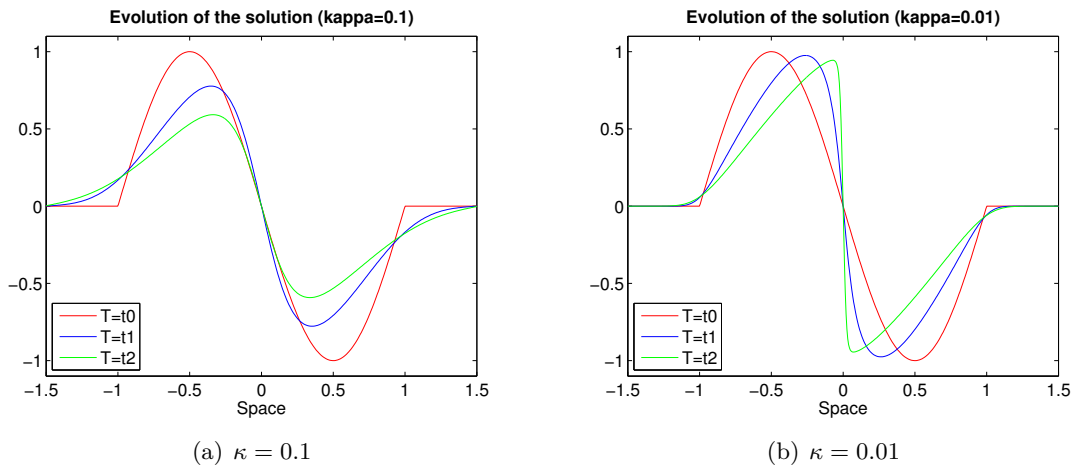 Evolution of the solution (kappa=0.1)
1
0.5
0
−0.5
−1
T=t0
T=t1
T=t2
−1.5 −1 −0.5 0 0.5 1 1.5
Space
(a) κ = 0.1
Evolution of the solution (kappa=0.01)
1
0.5
0
−0.5
−1
T=t0
T=t1
T=t2
−1.5 −1 −0.5 0 0.5 1 1.5
Space
(b) κ = 0.01